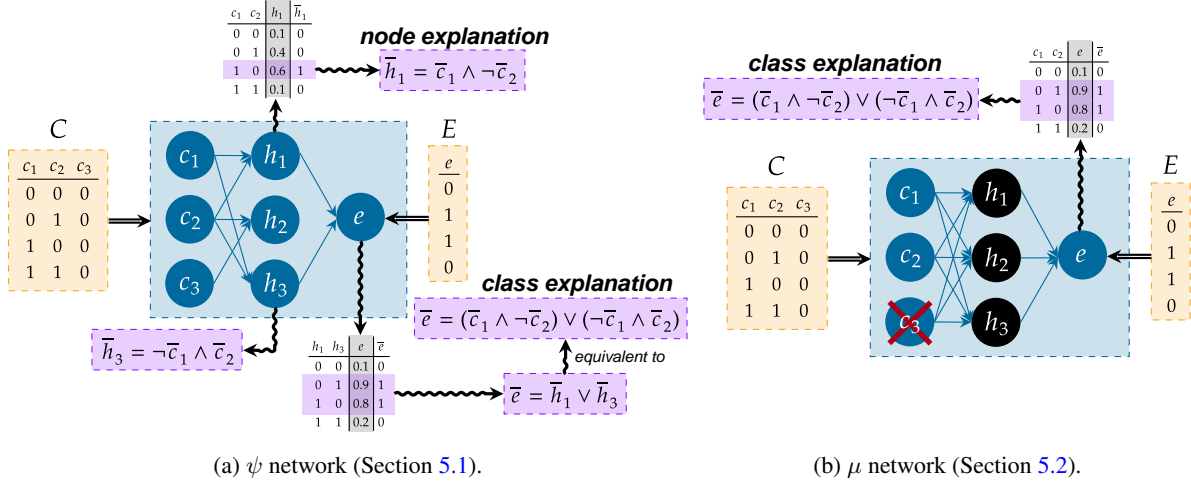 c1 c2 h1 h̅1
0 0 0.1 0
0 1 0.4 0
1 0 0.6 1
1 1 0.1 0
node explanation
h̅1 = c̅1 ∧ ¬c̅2
C
c1 c2 c3
0 0 0
0 1 0
1 0 0
1 1 0
c1
c2
c3
h1
h2
h3
e
E
e
0
1
1
0
h̅3 = ¬c̅1 ∧ c̅2
h1 h3 e e̅
0 0 0.1 0
0 1 0.9 1
1 0 0.8 1
1 1 0.2 0
class explanation
e̅ = (c̅1 ∧ ¬c̅2) ∨ (¬c̅1 ∧ c̅2)
equivalent to
e̅ = h̅1 ∨ h̅3
(a) ψ network (Section 5.1).
class explanation
e̅ = (c̅1 ∧ ¬c̅2) ∨ (¬c̅1 ∧ c̅2)
c1 c2 e e̅
0 0 0.1 0
0 1 0.9 1
1 0 0.8 1
1 1 0.2 0
C
c1 c2 c3
0 0 0
0 1 0
1 0 0
1 1 0
c1
c2
c3
h1
h2
h3
e
E
e
0
1
1
0
(b) μ network (Section 5.2).